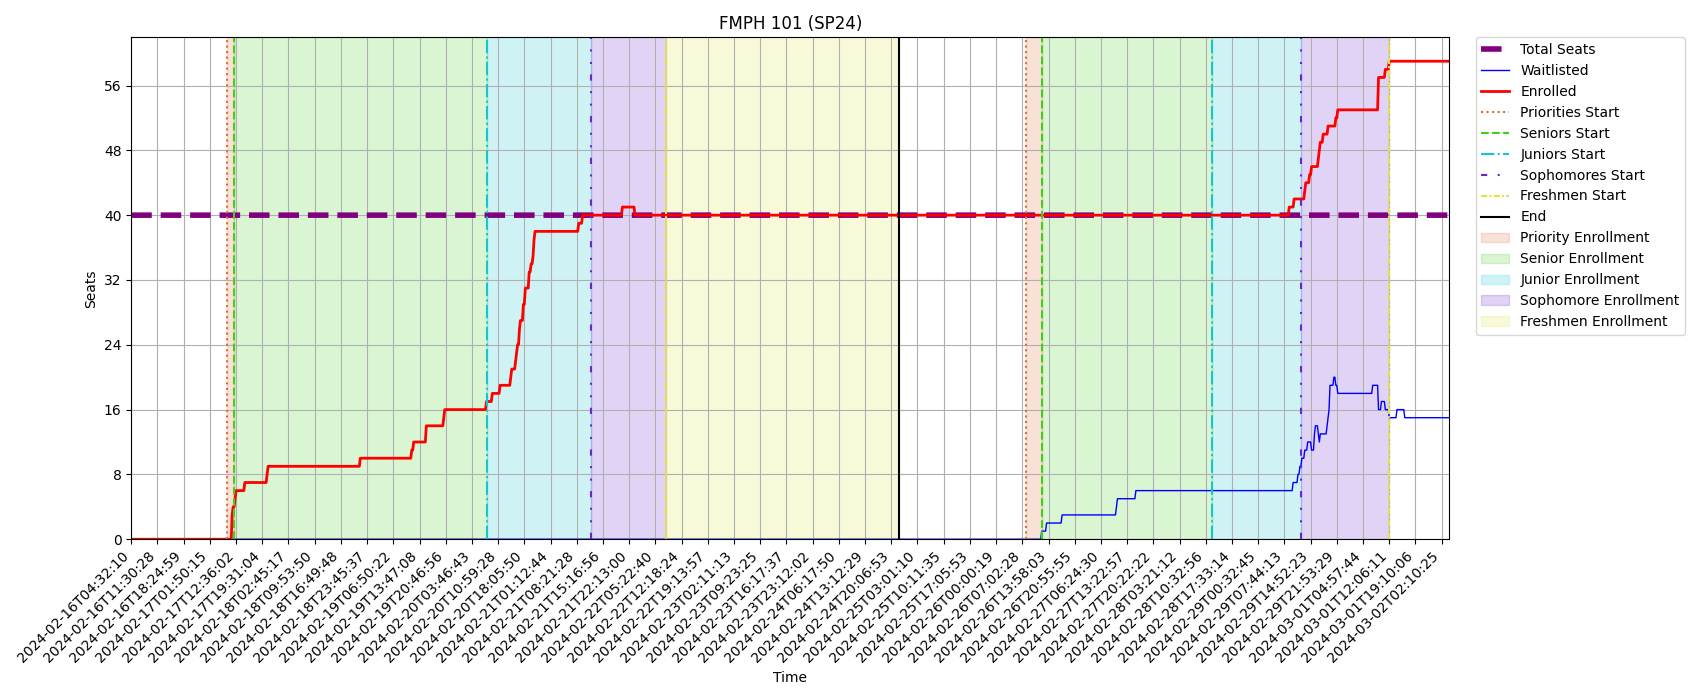 FMPH 101 (SP24)
Total Seats
Waitlisted
Enrolled
Priorities Start
Seniors Start
Juniors Start
Sophomores Start
Freshmen Start
End
Priority Enrollment
Senior Enrollment
Junior Enrollment
Sophomore Enrollment
Freshmen Enrollment
Seats
56
48
40
32
24
16
8
0
2024-02-16T04:32:10
2024-02-16T11:30:28
2024-02-16T18:24:59
2024-02-17T01:50:15
2024-02-17T12:36:02
2024-02-17T19:31:04
2024-02-18T02:45:17
2024-02-18T09:53:50
2024-02-18T16:49:48
2024-02-18T23:45:37
2024-02-19T06:50:22
2024-02-19T13:47:08
2024-02-19T20:46:56
2024-02-20T03:46:43
2024-02-20T10:59:28
2024-02-20T18:05:50
2024-02-21T01:12:44
2024-02-21T08:21:28
2024-02-21T15:16:56
2024-02-21T22:13:00
2024-02-22T05:22:40
2024-02-22T12:18:24
2024-02-22T19:13:57
2024-02-23T02:11:13
2024-02-23T09:23:25
2024-02-23T16:17:37
2024-02-23T23:12:02
2024-02-24T06:17:50
2024-02-24T13:12:29
2024-02-24T20:06:53
2024-02-25T03:01:10
2024-02-25T10:11:35
2024-02-25T17:05:53
2024-02-26T00:00:19
2024-02-26T07:02:28
2024-02-26T13:58:03
2024-02-26T20:55:55
2024-02-27T06:24:30
2024-02-27T13:22:57
2024-02-27T20:22:22
2024-02-28T03:21:12
2024-02-28T10:32:56
2024-02-28T17:33:14
2024-02-29T00:32:45
2024-02-29T07:44:13
2024-02-29T14:52:23
2024-02-29T21:53:29
2024-03-01T04:57:44
2024-03-01T12:06:11
2024-03-01T19:10:06
2024-03-02T02:10:25
Time